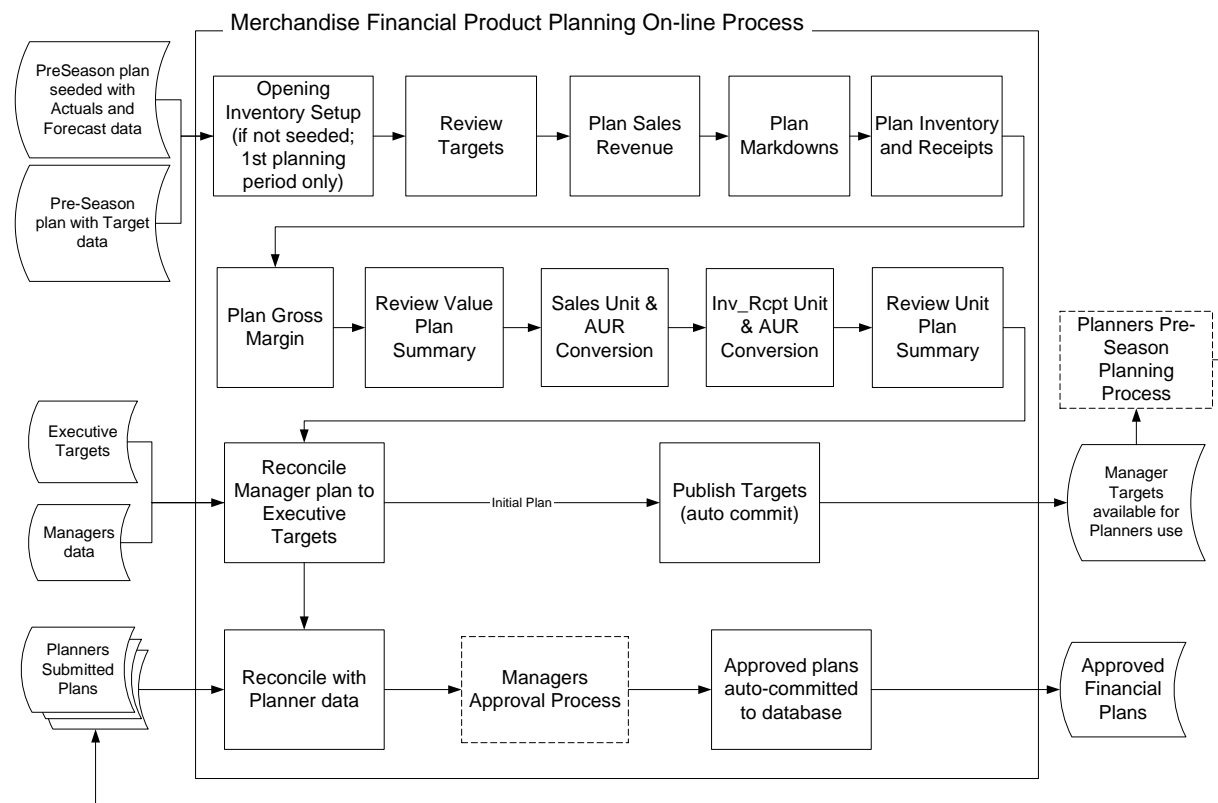 Merchandise Financial Product Planning On-line Process
PreSeason plan
seeded with
Actuals and
Forecast data
Pre-Season
plan with Target
data
Opening
Inventory Setup
(if not seeded;
1st planning
period only)
Review
Targets
Plan Sales
Revenue
Plan
Markdowns
Plan Inventory
and Receipts
Plan Gross
Margin
Review Value
Plan
Summary
Sales Unit &
AUR
Conversion
Inv_Rcpt Unit
& AUR
Conversion
Review Unit
Plan
Summary
Planners Pre-
Season
Planning
Process
Executive
Targets
Managers
data
Reconcile
Manager plan to
Executive
Targets
Initial Plan
Publish Targets
(auto commit)
Manager
Targets
available for
Planners use
Planners
Submitted
Plans
Reconcile with
Planner data
Managers
Approval Process
Approved plans
auto-committed
to database
Approved
Financial
Plans